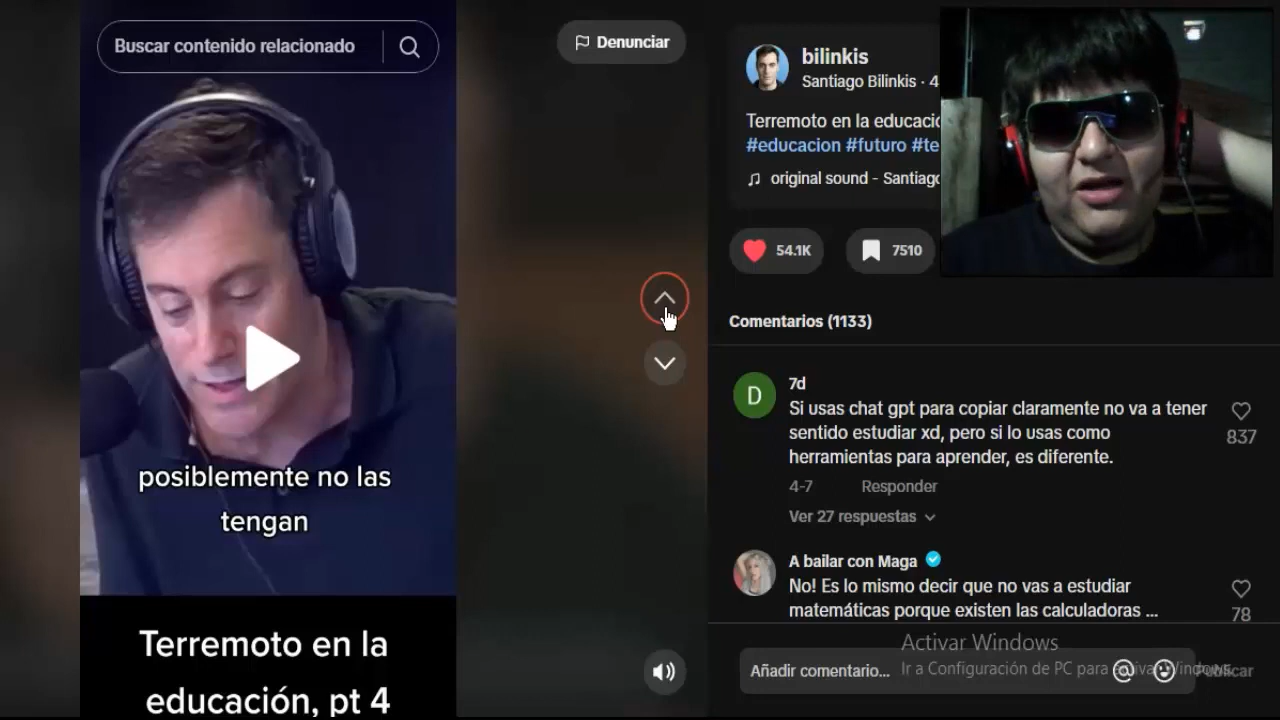 Buscar contenido relacionado
posiblemente no las
tengan
Terremoto en la
educación, pt 4
Denunciar
bilinkis
Santiago Bilinkis · 4
Terremoto en la educacio
#educacion #futuro #te
original sound - Santiago
54.1K
7510
Comentarios (1133)
D
7d
Si usas chat gpt para copiar claramente no va a tener
sentido estudiar xd, pero si lo usas como
herramientas para aprender, es diferente.
837
4-7 Responder
Ver 27 respuestas
A bailar con Maga
No! Es lo mismo decir que no vas a estudiar
matemáticas porque existen las calculadoras ...
78
Activar Windows
Ir a Configuración de PC para activar Windows.
Añadir comentario...
Publicar